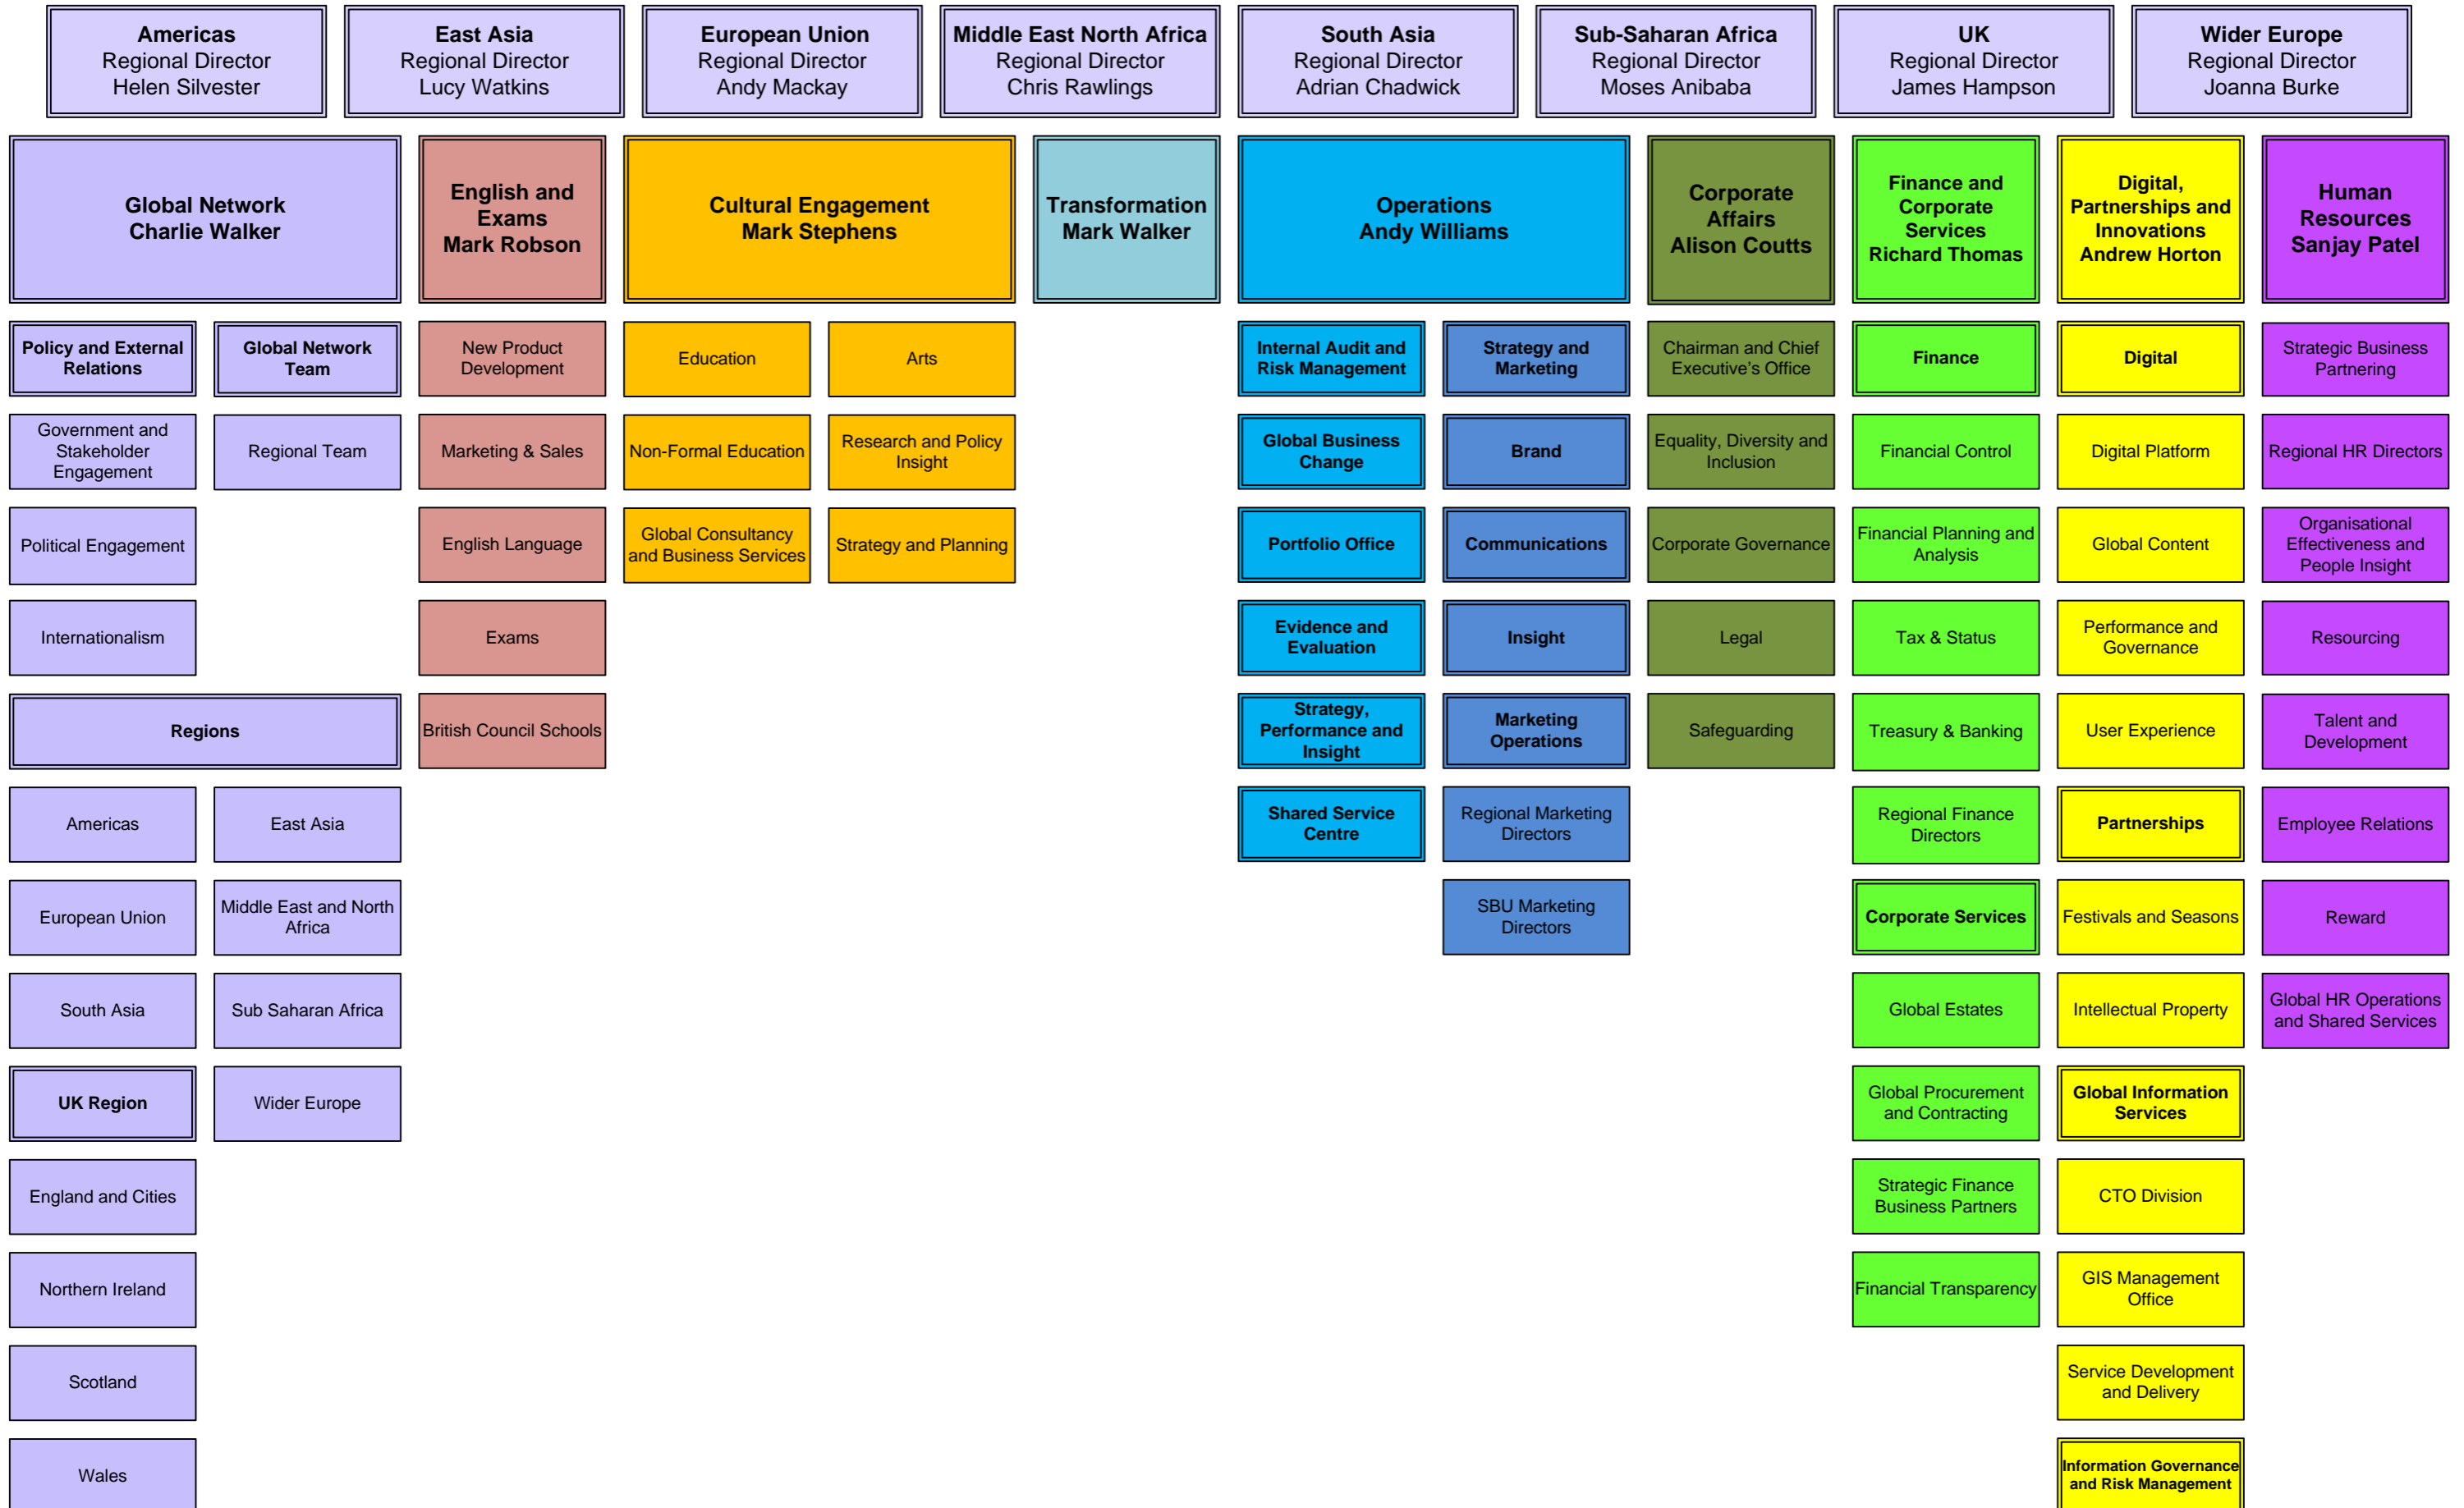 Americas
Regional Director
Helen Silvester
East Asia
Regional Director
Lucy Watkins
European Union
Regional Director
Andy Mackay
Middle East North Africa
Regional Director
Chris Rawlings
South Asia
Regional Director
Adrian Chadwick
Sub-Saharan Africa
Regional Director
Moses Anibaba
UK
Regional Director
James Hampson
Wider Europe
Regional Director
Joanna Burke
Global Network
Charlie Walker
English and
Exams
Mark Robson
Cultural Engagement
Mark Stephens
Transformation
Mark Walker
Operations
Andy Williams
Corporate
Affairs
Alison Coutts
Finance and
Corporate
Services
Richard Thomas
Digital,
Partnerships and
Innovations
Andrew Horton
Human
Resources
Sanjay Patel
Policy and External
Relations
Global Network
Team
New Product
Development
Education
Arts
Internal Audit and
Risk Management
Strategy and
Marketing
Chairman and Chief
Executive's Office
Finance
Digital
Strategic Business
Partnering
Government and
Stakeholder
Engagement
Regional Team
Marketing & Sales
Non-Formal Education
Research and Policy
Insight
Global Business
Change
Brand
Equality, Diversity and
Inclusion
Financial Control
Digital Platform
Regional HR Directors
Political Engagement
English Language
Global Consultancy
and Business Services
Strategy and Planning
Portfolio Office
Communications
Corporate Governance
Financial Planning and
Analysis
Global Content
Organisational
Effectiveness and
People Insight
Internationalism
Exams
Evidence and
Evaluation
Insight
Legal
Tax & Status
Performance and
Governance
Resourcing
Regions
British Council Schools
Strategy,
Performance and
Insight
Marketing
Operations
Safeguarding
Treasury & Banking
User Experience
Talent and
Development
Americas
East Asia
Shared Service
Centre
Regional Marketing
Directors
Regional Finance
Directors
Partnerships
Employee Relations
European Union
Middle East and North
Africa
SBU Marketing
Directors
Corporate Services
Festivals and Seasons
Reward
South Asia
Sub Saharan Africa
Global Estates
Intellectual Property
Global HR Operations
and Shared Services
UK Region
Wider Europe
Global Procurement
and Contracting
Global Information
Services
England and Cities
Strategic Finance
Business Partners
CTO Division
Northern Ireland
Financial Transparency
GIS Management
Office
Scotland
Service Development
and Delivery
Wales
Information Governance
and Risk Management